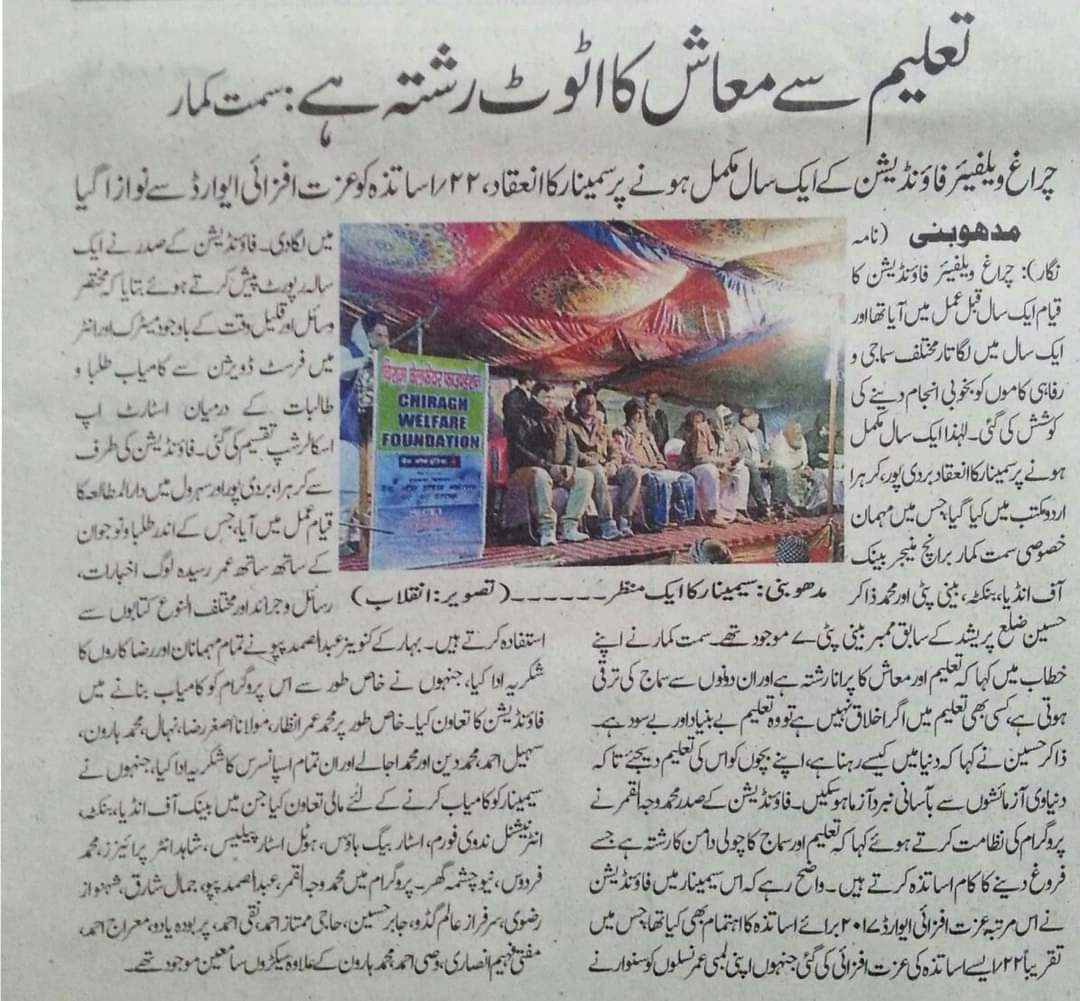 تعلیم سے معاش کا اٹوٹ رشتہ ہے: سمت کمار
چراغ ویلفیئر فاؤنڈیشن کے ایک سال مکمل ہونے پر سمینار کا انعقاد، ۲۲/اساتذہ کو عزت افزائی ایوارڈ سے نوازا گیا
مدھوبنی (نامہ
نگار): چراغ ویلفیئر فاؤنڈیشن کا
قیام ایک سال قبل عمل میں آیا تھا اور
ایک سال میں لگاتار مختلف سماجی و
رفاہی کاموں کو بخوبی انجام دینے کی
کوشش کی گئی۔ لہٰذا ایک سال مکمل
ہونے پر سمینار کا انعقاد بردی پور، کرہرا
اردو مکتب میں کیا گیا جس میں مہمان
خصوصی سمت کمار برانچ منیجر بینک
آف انڈیا، بنکٹہ، بینی پٹی اور محمد ذاکر
حسین ضلع پریشد کے سابق ممبر بینی پٹی ۷ موجود تھے۔ سمت کمار نے اپنے
خطاب میں کہا کہ تعلیم اور معاش کا پرانا رشتہ ہے اور ان دونوں سے سماج کی ترقی
ہوتی ہے، کسی بھی تعلیم میں اگر اخلاق نہیں ہے تو وہ تعلیم بے بنیاد اور بے سود ہے۔
ذاکر حسین نے کہا کہ دنیا میں کیسے رہنا ہے، اپنے بچوں کو اس کی تعلیم دیجئے تاکہ
دنیاوی آزمائشوں سے بآسانی نبرد آزما ہو سکیں۔ فاؤنڈیشن کے صدر محمد وجہ القمر نے
پروگرام کی نظامت کرتے ہوئے کہا کہ تعلیم اور سماج کا چولی دامن کا رشتہ ہے جسے
فروغ دینے کا کام اساتذہ کرتے ہیں۔ واضح رہے کہ اس سیمینار میں فاؤنڈیشن
نے اس مرتبہ عزت افزائی ایوارڈ ۲۰۱۷ برائے اساتذہ کا اہتمام بھی کیا تھا جس میں
تقریباً ۲۲/ایسے اساتذہ کی عزت افزائی کی گئی جنہوں اپنی لمبی عمر نسلوں کو سنوارنے
میں لگا دی۔ فاؤنڈیشن کے صدر نے ایک
سالہ رپورٹ پیش کرتے ہوئے بتایا کہ مختصر
وسائل اور قلیل وقت کے باوجود میٹرک اور انٹر
میں فرسٹ ڈویژن سے کامیاب طلبا و
طالبات کے درمیان اسٹارٹ اپ
اسکالرشپ تقسیم کی گئی۔ فاؤنڈیشن کی طرف
سے کرہرا، بردی پور اور سہرول میں دارالمطالعہ کا
قیام عمل میں آیا، جس کے اندر طلبا و نوجوان
کے ساتھ ساتھ عمر رسیدہ لوگ اخبارات،
رسائل و جرائد اور مختلف النوع کتابوں سے
استفادہ کرتے ہیں۔ بہار کے کنوینر عبدالصمد پپو نے تمام مہمانان اور رضا کاروں کا
شکریہ ادا کیا، جنہوں نے خاص طور سے اس پروگرام کو کامیاب بنانے میں
فاؤنڈیشن کا تعاون کیا۔ خاص طور پر محمد عمر انظار، مولانا اصغر رضا، نہال، محمد ہارون،
سہیل احمد، محمد دین اور محمد اجالے اور ان تمام اسپانسرس کا شکریہ ادا کیا، جنہوں نے
سیمینار کو کامیاب کرنے کے لئے مالی تعاون کیا جن میں بینک آف انڈیا، بنکٹہ،
انٹر نیشنل ندوی فورم، اسٹار بیگ ہاؤس، ہوٹل اسٹار پیلیس، شاہد انٹر پرائیزز، محمد
فردوس، نیو چشمہ گھر۔ پروگرام میں محمد وجہ القمر، عبدالصمد پپو، جمال شارق، شہنواز
رضوی، سرفراز عالم گڈو، جابر حسین، حاجی ممتاز احمد، نقی احمد، پربودھ یادو، معراج احمد،
مفتی فہیم انصاری، وصی احمد، محمد ہارون کے علاوہ سیکڑوں سامعین موجود تھے۔
चिराग वेलफेयर फाउन्डेशन
CHIRAGH
WELFARE
FOUNDATION
مدھوبنی: سیمینار کا ایک منظر۔۔۔۔۔۔(تصویر: انقلاب)